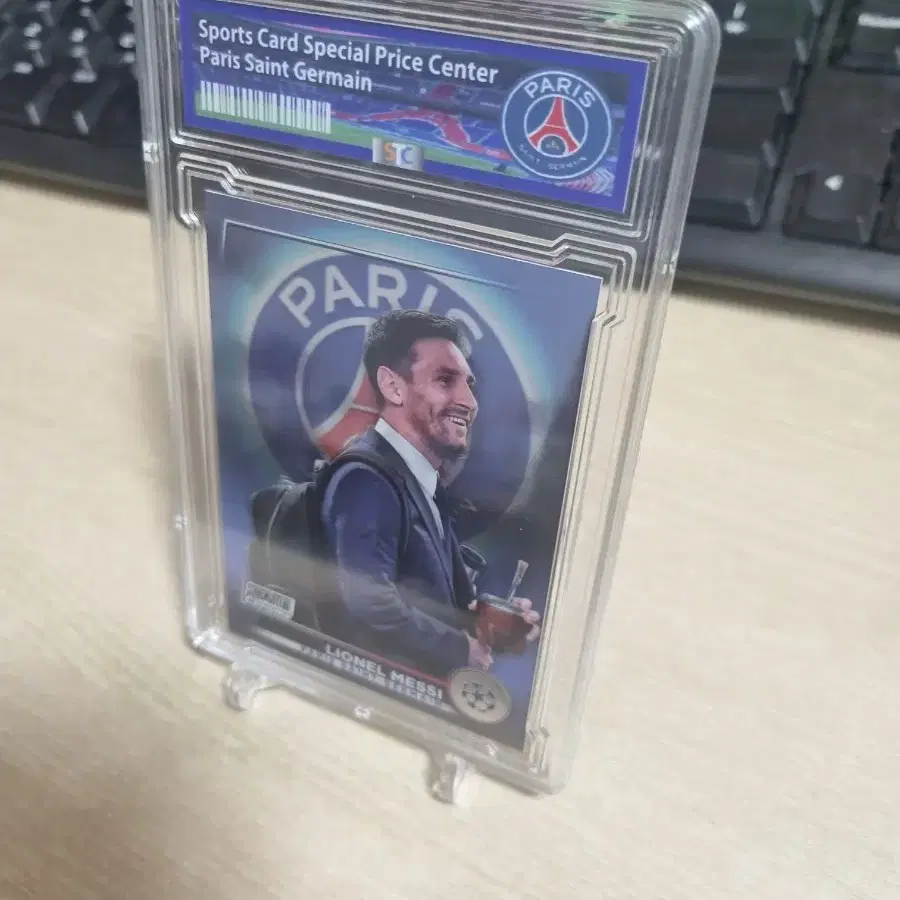 Sports Card Special Price Center
Paris Saint Germain
PARIS
SAINT-GERMAIN
STC
PARIS
LIONEL MESSI